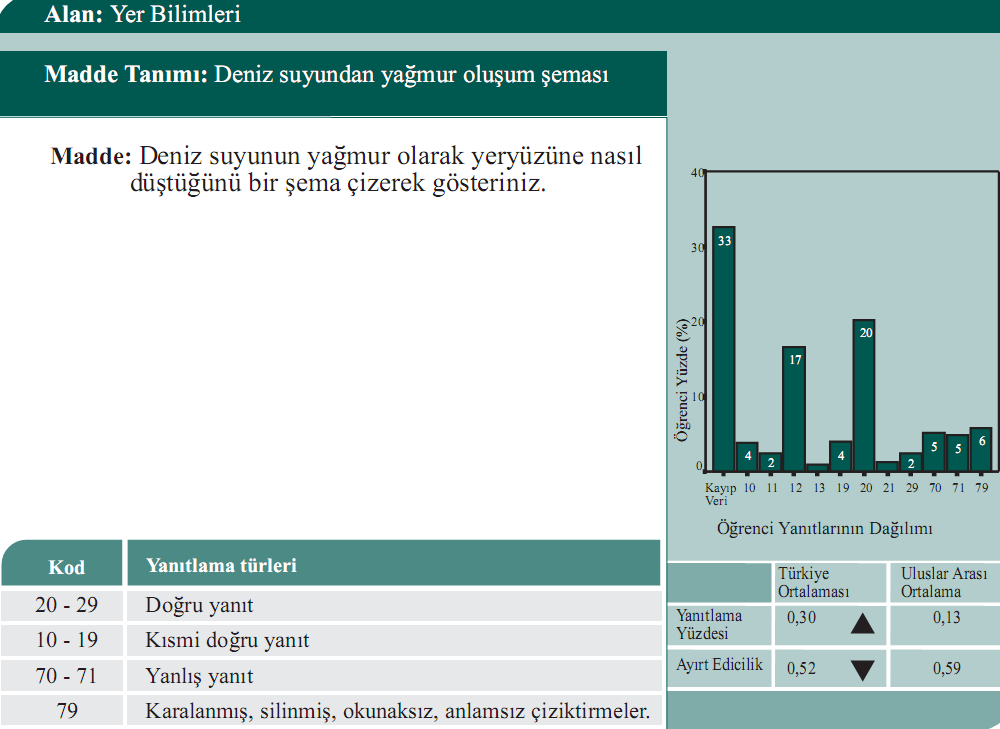 Alan: Yer Bilimleri
Madde Tanımı: Deniz suyundan yağmur oluşum şeması
Madde: Deniz suyunun yağmur olarak yeryüzüne nasıl
düştüğünü bir şema çizerek gösteriniz.
Öğrenci Yüzde (%)
40
30
20
10
0
33
4
2
17
4
20
2
5
5
6
Kayıp Veri 10 11 12 13 19 20 21 29 70 71 79
Öğrenci Yanıtlarının Dağılımı
Kod Yanıtlama türleri
20 - 29 Doğru yanıt
10 - 19 Kısmi doğru yanıt
70 - 71 Yanlış yanıt
79 Karalanmış, silinmiş, okunaksız, anlamsız çiziktirmeler.
Türkiye Ortalaması Uluslar Arası Ortalama
Yanıtlama Yüzdesi 0,30 0,13
Ayırt Edicilik 0,52 0,59